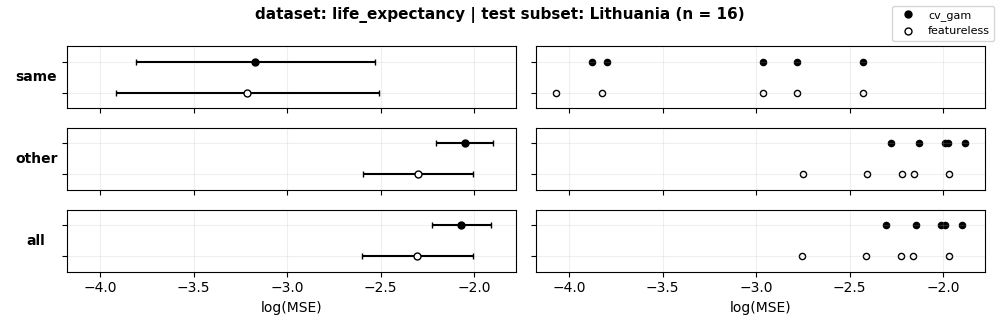 dataset: life_expectancy | test subset: Lithuania (n = 16)
cv_gam
featureless
same
other
all
−4.0 −3.5 −3.0 −2.5 −2.0
−4.0 −3.5 −3.0 −2.5 −2.0
log(MSE)
log(MSE)